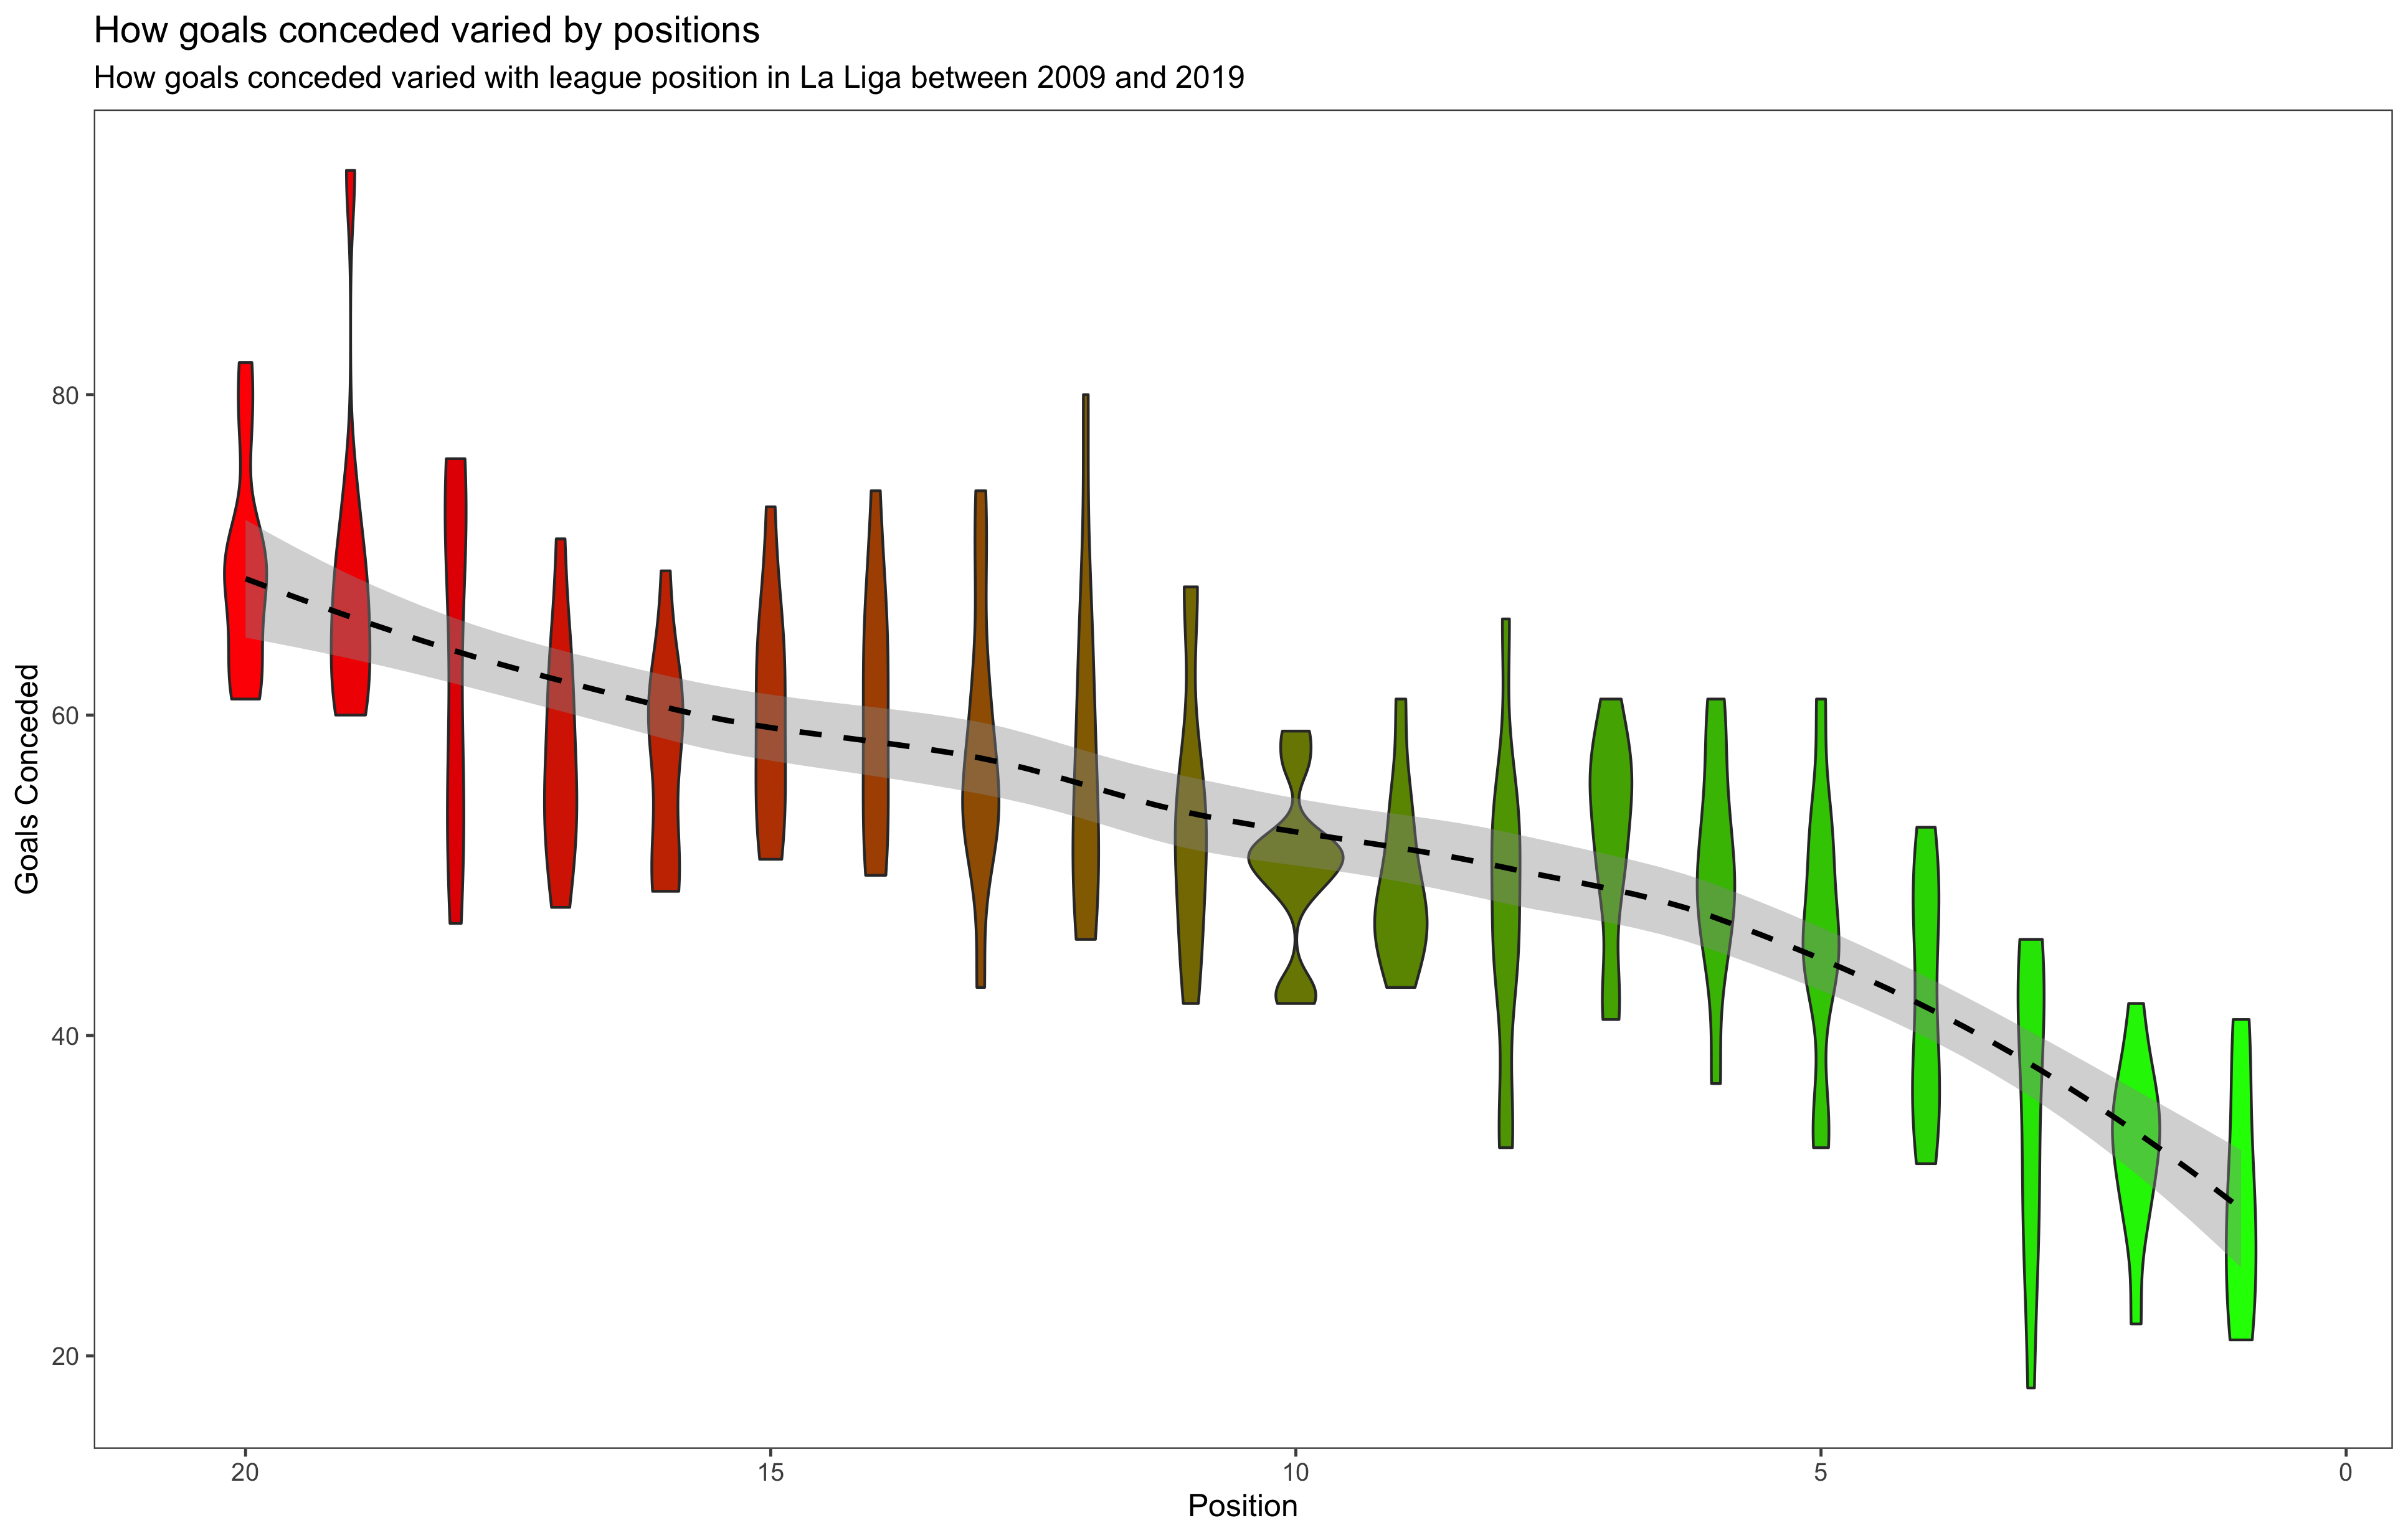 How goals conceded varied by positions
How goals conceded varied with league position in La Liga between 2009 and 2019
Goals Conceded
80
60
40
20
20 15 10 5 0
Position